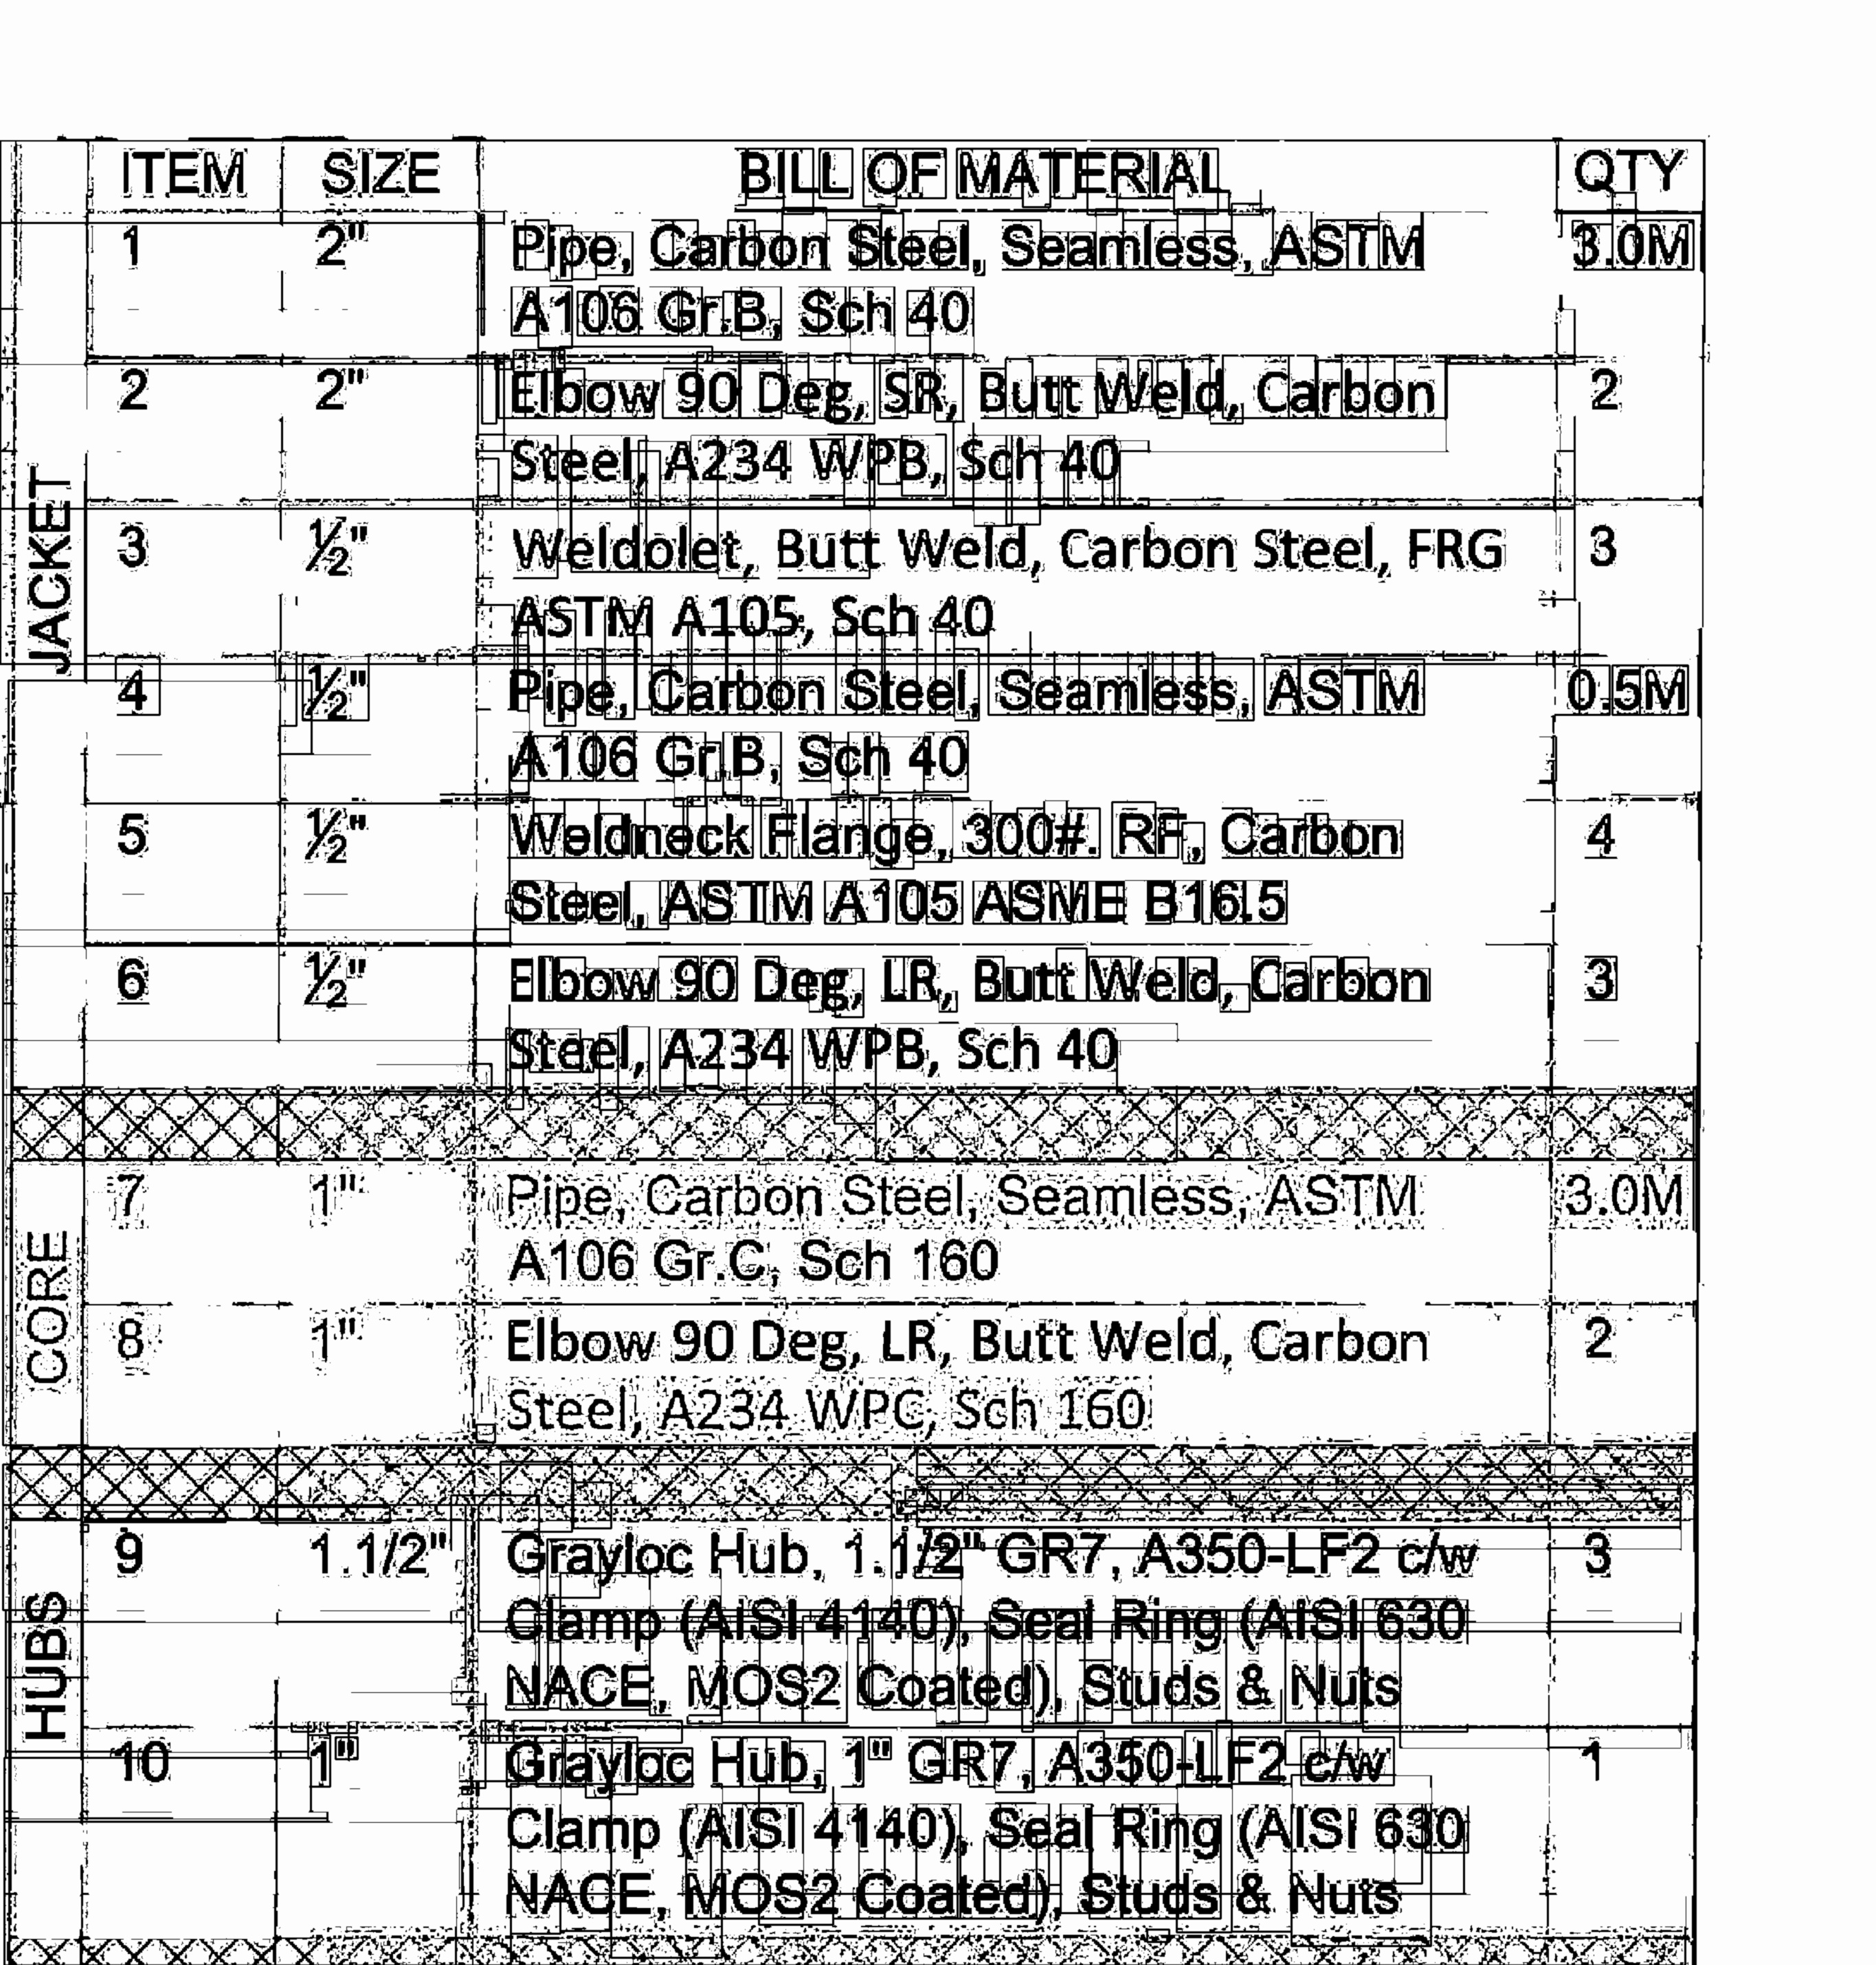 ITEM SIZE BILL OF MATERIAL QTY
JACKET
1 2" Pipe, Carbon Steel, Seamless, ASTM 3.0M
A106 Gr.B, Sch 40
2 2" Elbow 90 Deg, SR, Butt Weld, Carbon 2
Steel, A234 WPB, Sch 40
3 ½" Weldolet, Butt Weld, Carbon Steel, FRG 3
ASTM A105, Sch 40
4 ½" Pipe, Carbon Steel, Seamless, ASTM 0.5M
A106 Gr.B, Sch 40
5 ½" Weldneck Flange, 300#. RF, Carbon 4
Steel, ASTM A105 ASME B16.5
6 ½" Elbow 90 Deg, LR, Butt Weld, Carbon 3
Steel, A234 WPB, Sch 40
CORE
7 1" Pipe, Carbon Steel, Seamless, ASTM 3.0M
A106 Gr.C, Sch 160
8 1" Elbow 90 Deg, LR, Butt Weld, Carbon 2
Steel, A234 WPC, Sch 160
HUBS
9 1.1/2" Grayloc Hub, 1.1/2" GR7, A350-LF2 c/w 3
Clamp (AISI 4140), Seal Ring (AISI 630
NACE, MOS2 Coated), Studs & Nuts
10 1" Grayloc Hub, 1" GR7, A350-LF2 c/w 1
Clamp (AISI 4140), Seal Ring (AISI 630
NACE, MOS2 Coated), Studs & Nuts